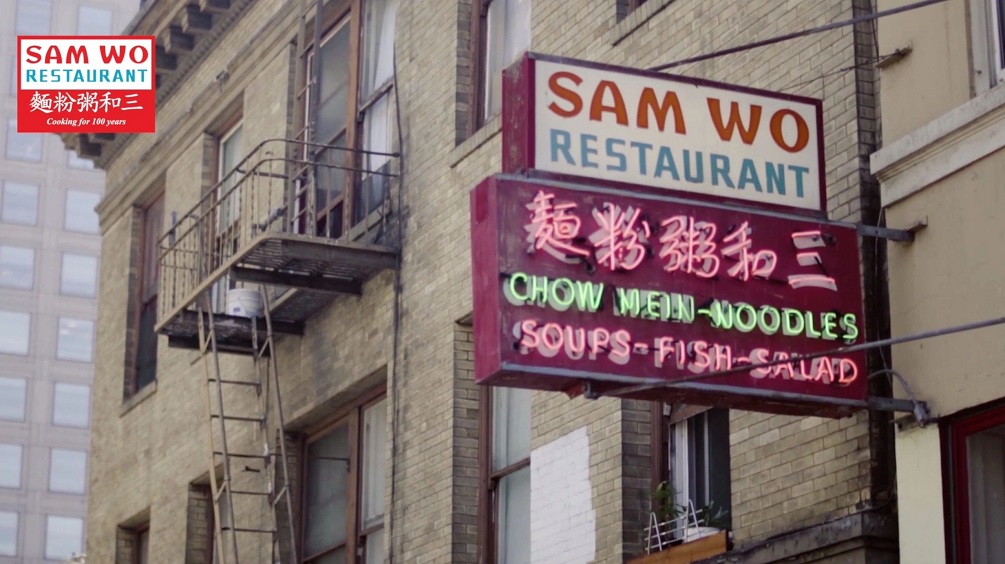 SAM WO
RESTAURANT
麵粉粥和三
Cooking for 100 years
SAM WO
RESTAURANT
麵粉粥和三
CHOW MEIN-NOODLES
SOUPS-FISH-SALAD